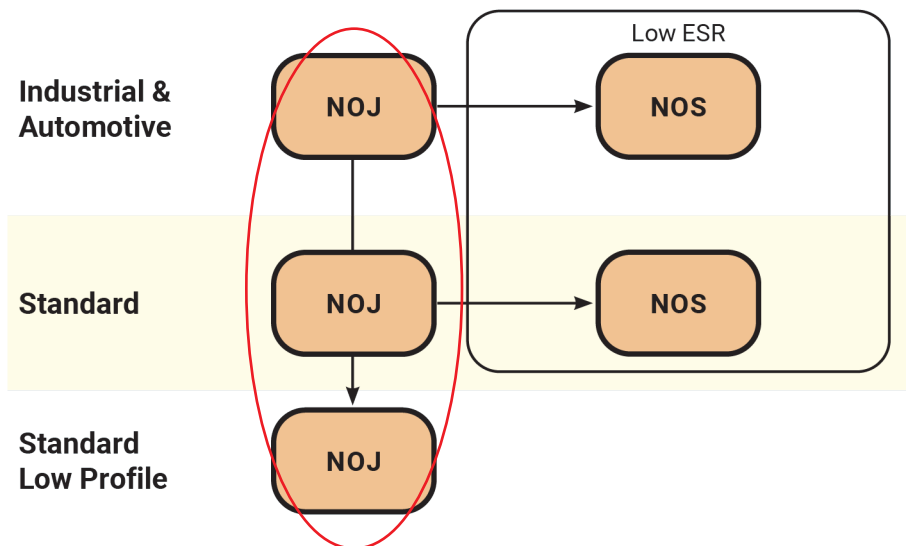 Low ESR
Industrial &
Automotive
NOJ
NOS
Standard
NOJ
NOS
Standard
Low Profile
NOJ